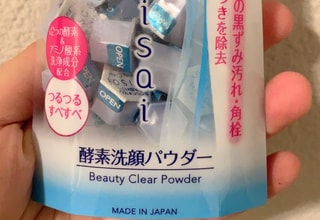 の黒ずみ汚れ・角栓
つきを除去
isai
2つの酵素
&
アミノ酸系
洗浄成分
配合
つるつる
すべすべ
OPEN
OPEN
OPEN
酵素洗顔パウダー
Beauty Clear Powder
MADE IN JAPAN